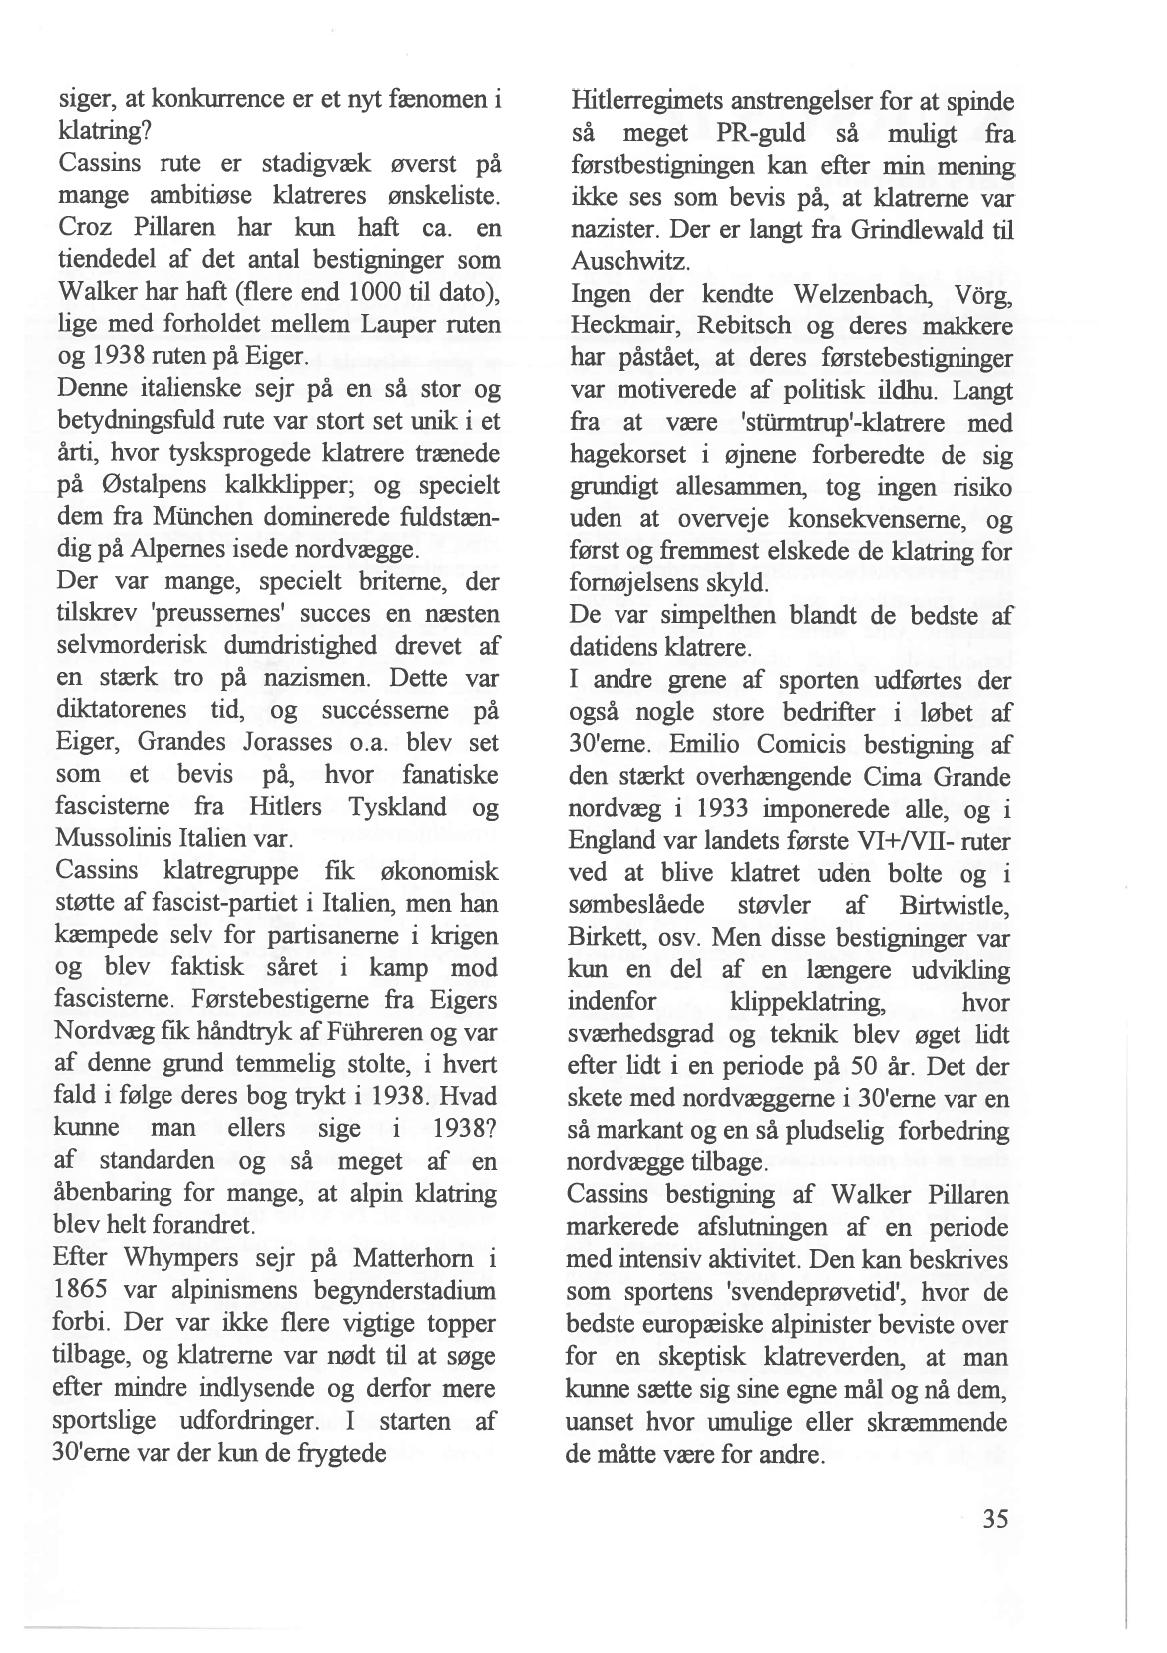 siger, at konkurrence er et nyt fænomen i
klatring?
Cassins rute er stadigvæk øverst på
mange ambitiøse klatreres ønskeliste.
Croz Pillaren har kun haft ca. en
tiendedel af det antal bestigninger som
Walker har haft (flere end 1000 til dato),
lige med forholdet mellem Lauper ruten
og 1938 ruten på Eiger.
Denne italienske sejr på en så stor og
betydningsfuld rute var stort set unik i et
årti, hvor tysksprogede klatrere trænede
på Østalpens kalkklipper; og specielt
dem fra München dominerede fuldstæn-
dig på Alpernes isede nordvægge.
Der var mange, specielt briterne, der
tilskrev 'preussernes' succes en næsten
selvmorderisk dumdristighed drevet af
en stærk tro på nazismen. Dette var
diktatorenes tid, og succésserne på
Eiger, Grandes Jorasses o.a. blev set
som et bevis på, hvor fanatiske
fascisterne fra Hitlers Tyskland og
Mussolinis Italien var.
Cassins klatregruppe fik økonomisk
støtte af fascist-partiet i Italien, men han
kæmpede selv for partisanerne i krigen
og blev faktisk såret i kamp mod
fascisterne. Førstebestigerne fra Eigers
Nordvæg fik håndtryk af Führeren og var
af denne grund temmelig stolte, i hvert
fald i følge deres bog trykt i 1938. Hvad
kunne man ellers sige i 1938?
af standarden og så meget af en
åbenbaring for mange, at alpin klatring
blev helt forandret.
Efter Whympers sejr på Matterhorn i
1865 var alpinismens begynderstadium
forbi. Der var ikke flere vigtige topper
tilbage, og klatrerne var nødt til at søge
efter mindre indlysende og derfor mere
sportslige udfordringer. I starten af
30'erne var der kun de frygtede
Hitlerregimets anstrengelser for at spinde
så meget PR-guld så muligt fra
førstbestigningen kan efter min mening
ikke ses som bevis på, at klatrerne var
nazister. Der er langt fra Grindlewald til
Auschwitz.
Ingen der kendte Welzenbach, Vörg,
Heckmair, Rebitsch og deres makkere
har påstået, at deres førstebestigninger
var motiverede af politisk ildhu. Langt
fra at være 'stürmtrup'-klatrere med
hagekorset i øjnene forberedte de sig
grundigt allesammen, tog ingen risiko
uden at overveje konsekvenserne, og
først og fremmest elskede de klatring for
fornøjelsens skyld.
De var simpelthen blandt de bedste af
datidens klatrere.
I andre grene af sporten udførtes der
også nogle store bedrifter i løbet af
30'erne. Emilio Comicis bestigning af
den stærkt overhængende Cima Grande
nordvæg i 1933 imponerede alle, og i
England var landets første VI+/VII- ruter
ved at blive klatret uden bolte og i
sømbeslåede støvler af Birtwistle,
Birkett, osv. Men disse bestigninger var
kun en del af en længere udvikling
indenfor klippeklatring, hvor
sværhedsgrad og teknik blev øget lidt
efter lidt i en periode på 50 år. Det der
skete med nordvæggerne i 30'erne var en
så markant og en så pludselig forbedring
nordvægge tilbage.
Cassins bestigning af Walker Pillaren
markerede afslutningen af en periode
med intensiv aktivitet. Den kan beskrives
som sportens 'svendeprøvetid', hvor de
bedste europæiske alpinister beviste over
for en skeptisk klatreverden, at man
kunne sætte sig sine egne mål og nå dem,
uanset hvor umulige eller skræmmende
de måtte være for andre.
35